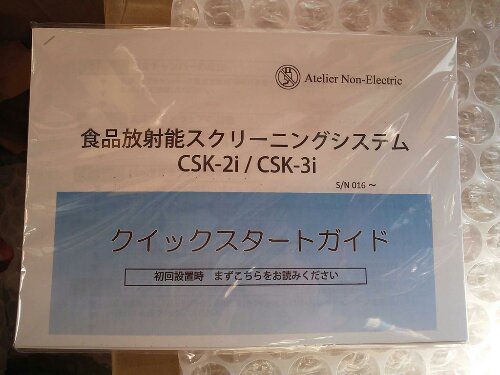 Atelier Non-Electric
食品放射能スクリーニングシステム
CSK-2i / CSK-3i
S/N 016 ～
クイックスタートガイド
初回設置時　まずこちらをお読みください